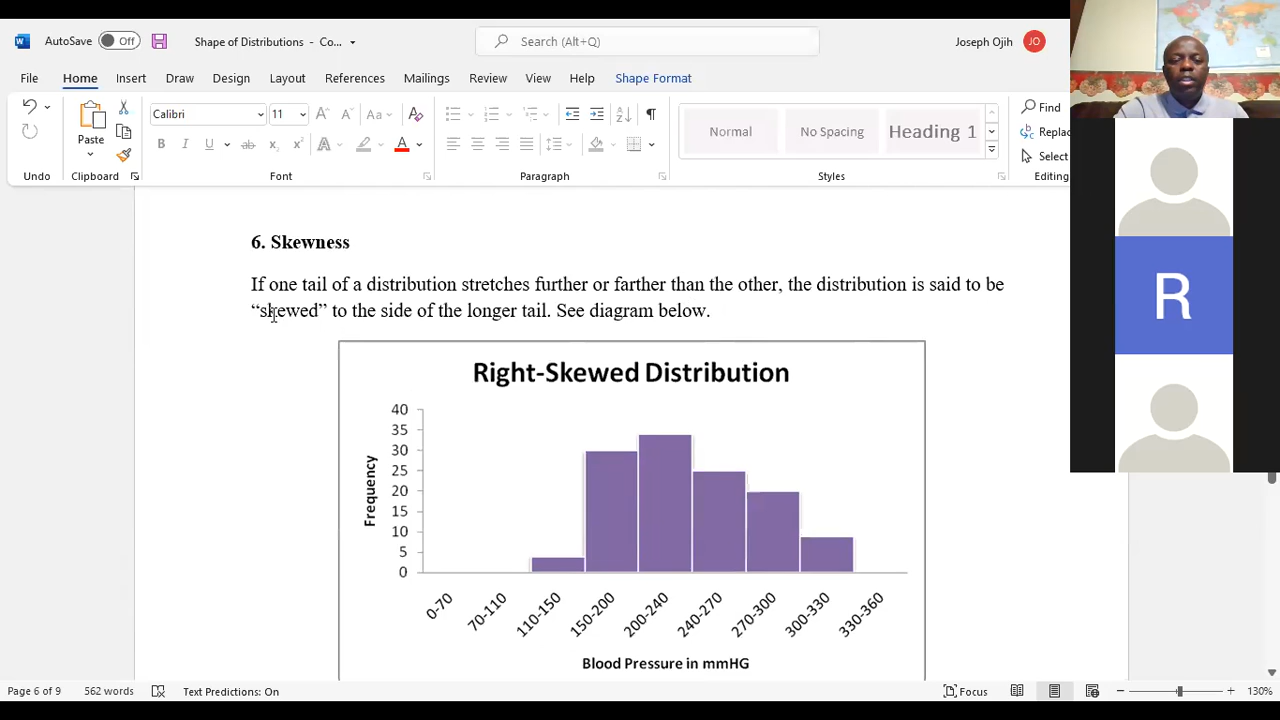 AutoSave Off Shape of Distributions - Co... Search (Alt+Q) Joseph Ojih JO
File Home Insert Draw Design Layout References Mailings Review View Help Shape Format
Calibri 11 Find
Paste Normal No Spacing Heading 1 Replac
Select
Undo Clipboard Font Paragraph Styles Editing
6. Skewness
If one tail of a distribution stretches further or farther than the other, the distribution is said to be
“skewed” to the side of the longer tail. See diagram below.
Right-Skewed Distribution
40
35
30
25
20
15
10
5
0
Frequency
0-70 70-110 110-150 150-200 200-240 240-270 270-300 300-330 330-360
Blood Pressure in mmHG
R
Page 6 of 9 562 words Text Predictions: On Focus 130%